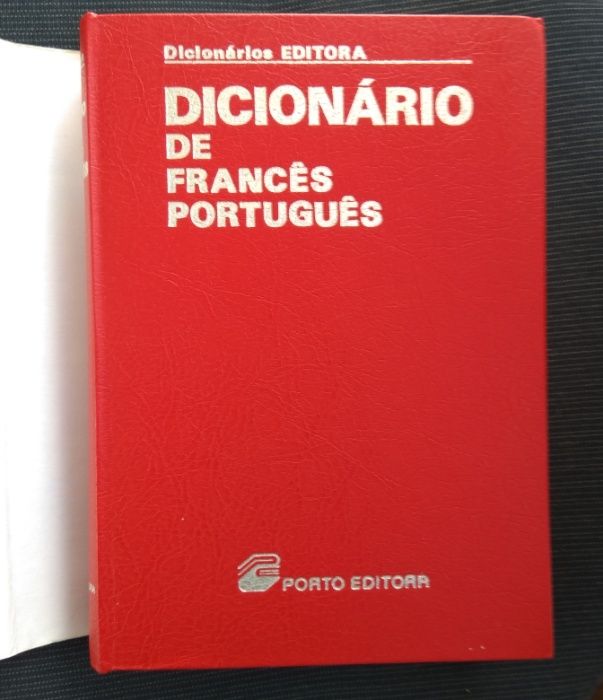 Dicionários EDITORA
DICIONÁRIO
DE
FRANCÊS
PORTUGUÊS
PORTO EDITORA